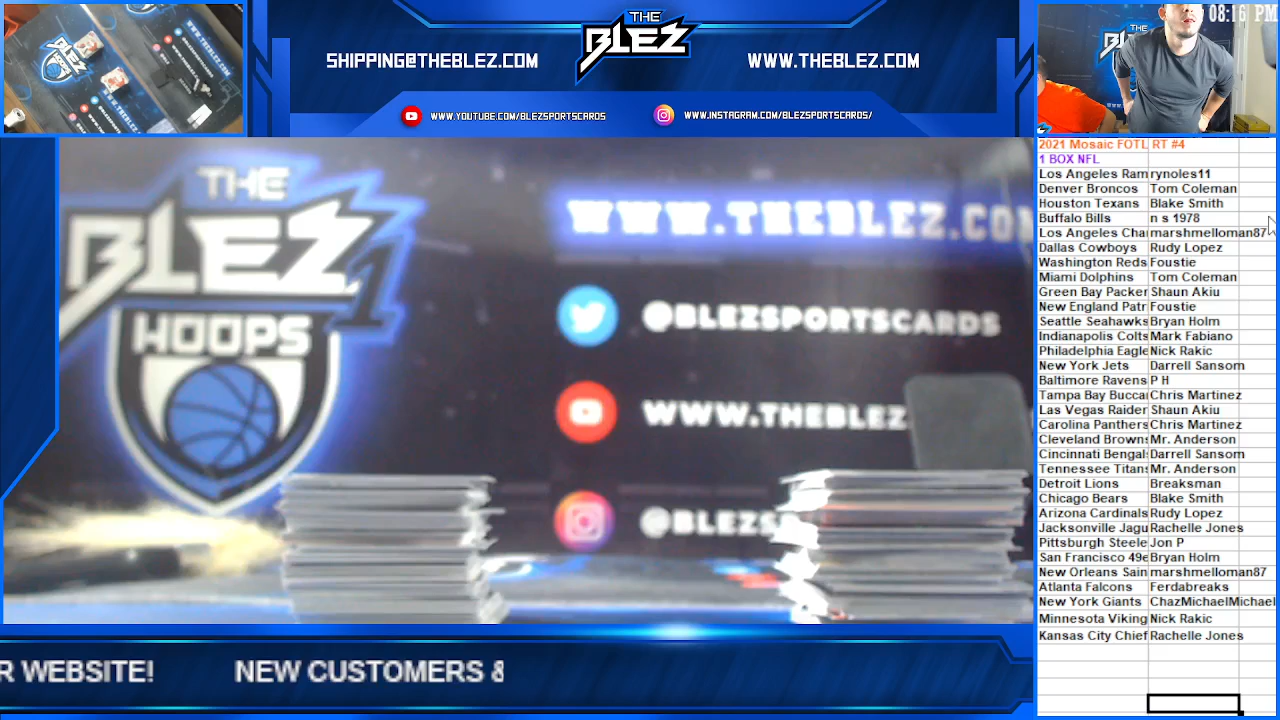 THE
BLEZ
SHIPPING@THEBLEZ.COM
WWW.THEBLEZ.COM
WWW.YOUTUBE.COM/BLEZSPORTSCARDS
WWW.INSTAGRAM.COM/BLEZSPORTSCARDS/
08:16 PM
THE
BLEZ
HOOPS
1
WWW.THEBLEZ.CO
@BLEZSPORTSCARDS
WWW.THEBLEZ
@BLEZS
2021 Mosaic FOTL RT #4
1 BOX NFL
Los Angeles Ram rynoles11
Denver Broncos Tom Coleman
Houston Texans Blake Smith
Buffalo Bills n s 1978
Los Angeles Cha marshmelloman87
Dallas Cowboys Rudy Lopez
Washington Reds Foustie
Miami Dolphins Tom Coleman
Green Bay Packer Shaun Akiu
New England Patr Foustie
Seattle Seahawks Bryan Holm
Indianapolis Colts Mark Fabiano
Philadelphia Eagle Nick Rakic
New York Jets Darrell Sansom
Baltimore Ravens P H
Tampa Bay Bucca Chris Martinez
Las Vegas Raider Shaun Akiu
Carolina Panthers Chris Martinez
Cleveland Browns Mr. Anderson
Cincinnati Bengals Darrell Sansom
Tennessee Titans Mr. Anderson
Detroit Lions Breaksman
Chicago Bears Blake Smith
Arizona Cardinals Rudy Lopez
Jacksonville Jagu Rachelle Jones
Pittsburgh Steele Jon P
San Francisco 49e Bryan Holm
New Orleans Sain marshmelloman87
Atlanta Falcons Ferdabreaks
New York Giants ChazMichaelMichael
Minnesota Viking Nick Rakic
Kansas City Chief Rachelle Jones
R WEBSITE! NEW CUSTOMERS &